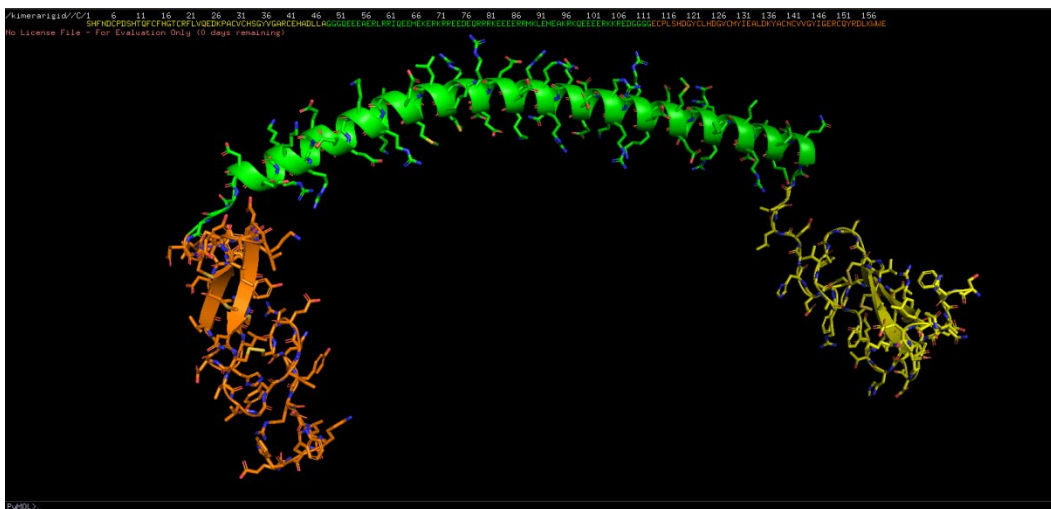 /kimerarigid//C/1 6 11 16 21 26 31 36 41 46 51 56 61 66 71 76 81 86 91 96 101 106 111 116 121 126 131 136 141 146 151 156
SHFNDCPDSHTQFCFHGTCRFLVQEDKPACVCHSGYVGARCEHADLLAGGGQEEEAERLRRIQEEMEKERKRREEDEQRRRKEEEERRMKLEMEAKRKQEEEERKKREDGGGGECPLSHDGYCLHDGVCMYIEALDKYACNCVVGYIGERCQYRDLKWWE
No License File - For Evaluation Only (0 days remaining)
PyMOL>